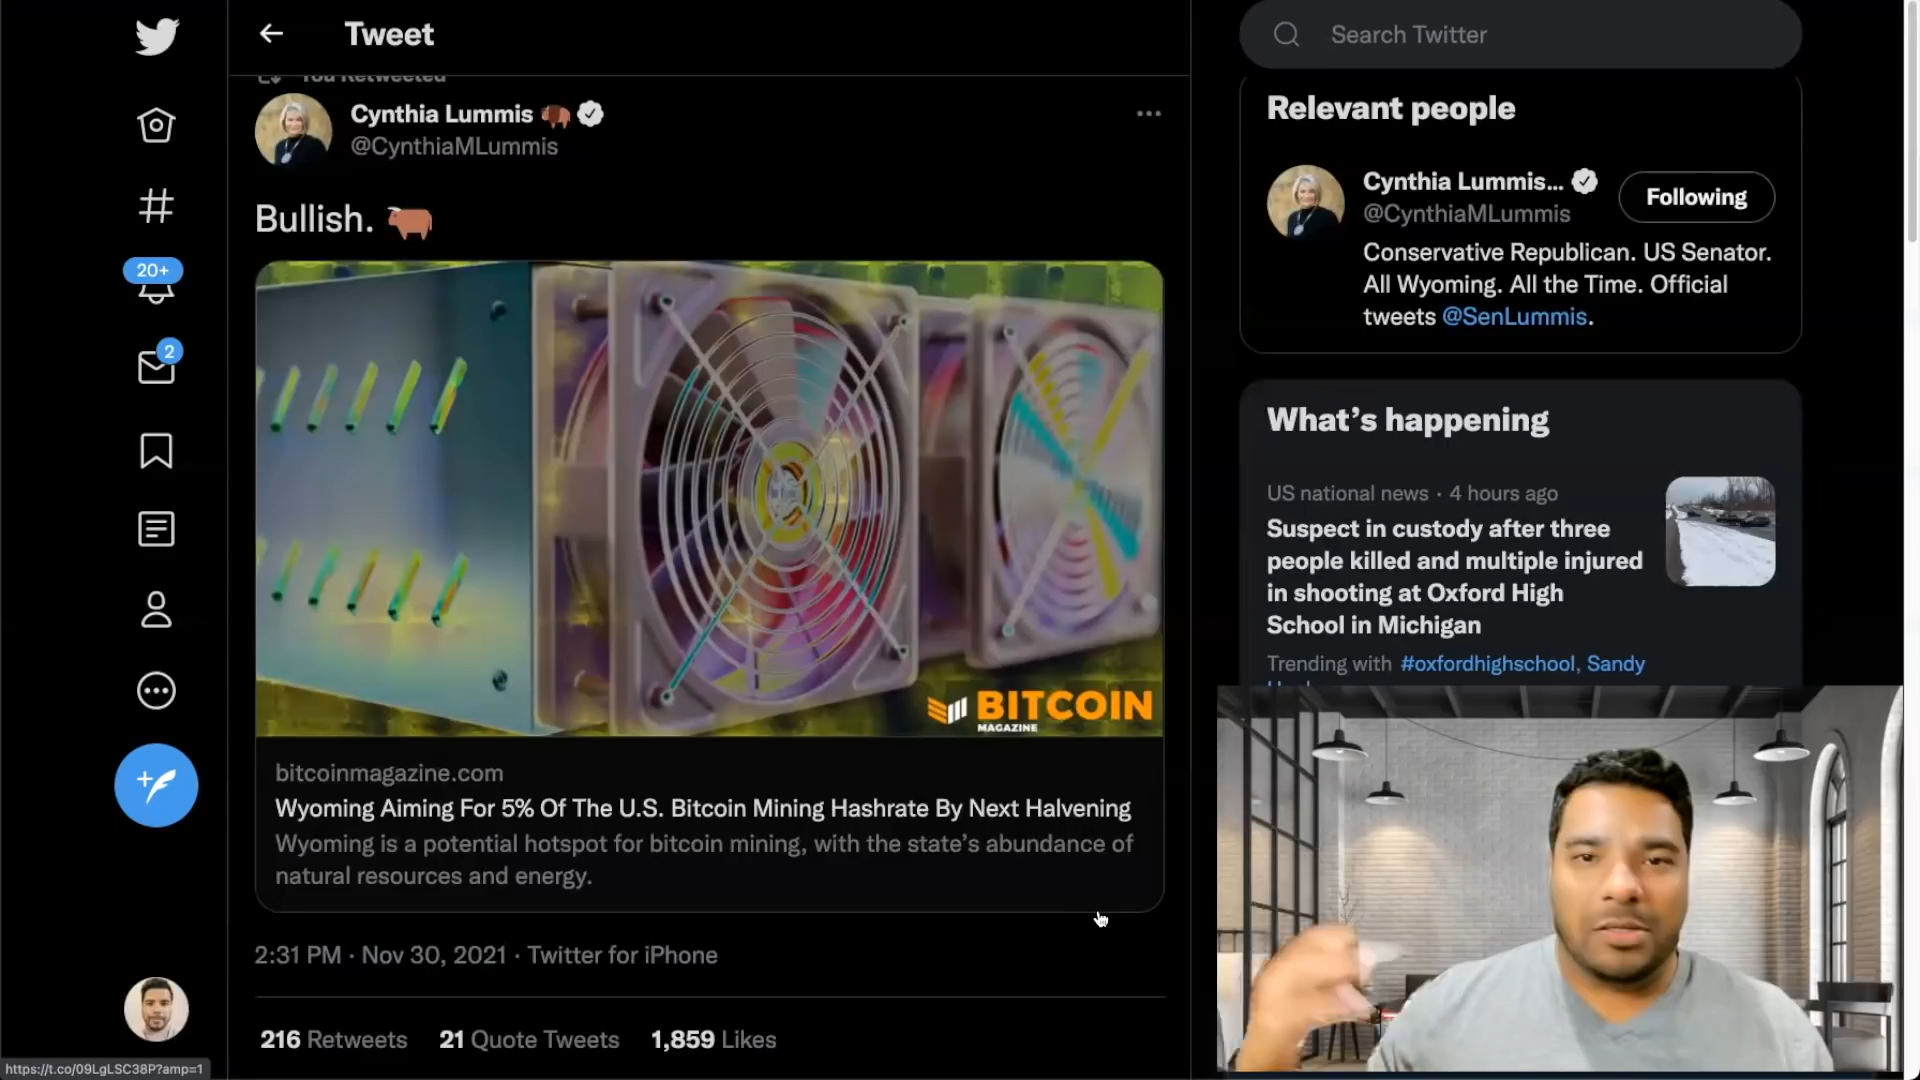 Tweet
You Retweeted
Cynthia Lummis
@CynthiaMLummis
Bullish.
BITCOIN
MAGAZINE
bitcoinmagazine.com
Wyoming Aiming For 5% Of The U.S. Bitcoin Mining Hashrate By Next Halvening
Wyoming is a potential hotspot for bitcoin mining, with the state’s abundance of
natural resources and energy.
2:31 PM · Nov 30, 2021 · Twitter for iPhone
216 Retweets 21 Quote Tweets 1,859 Likes
20+
2
https://t.co/09LgLSC38P?amp=1
Search Twitter
Relevant people
Cynthia Lummis...
Following
@CynthiaMLummis
Conservative Republican. US Senator.
All Wyoming. All the Time. Official
tweets @SenLummis.
What’s happening
US national news · 4 hours ago
Suspect in custody after three
people killed and multiple injured
in shooting at Oxford High
School in Michigan
Trending with #oxfordhighschool, Sandy